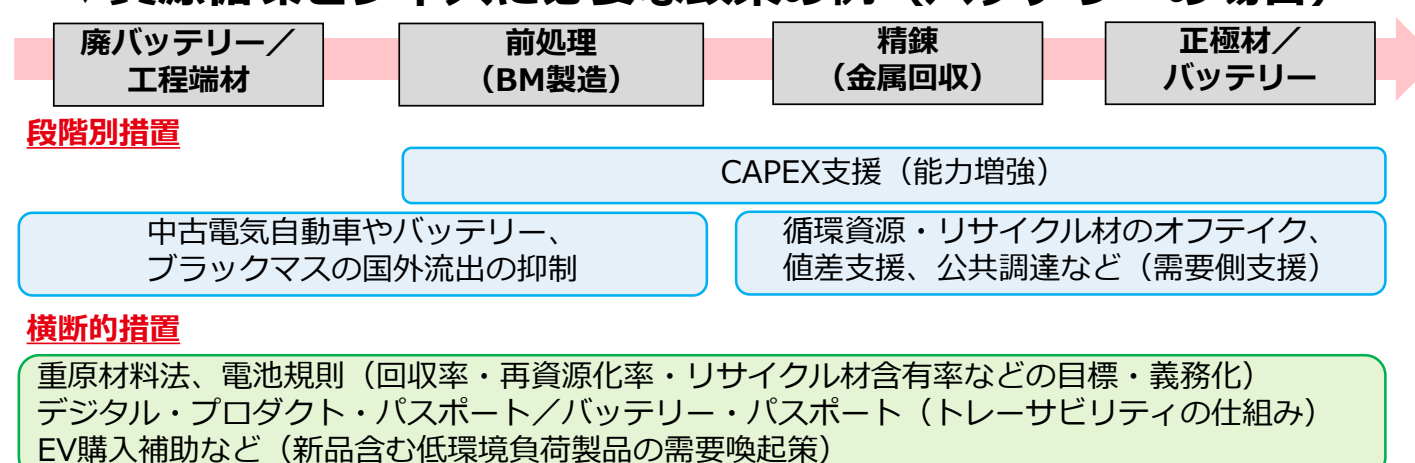 廃バッテリー／
工程端材
前処理
（BM製造）
精錬
（金属回収）
正極材／
バッテリー
段階別措置
CAPEX支援（能力増強）
中古電気自動車やバッテリー、
ブラックマスの国外流出の抑制
循環資源・リサイクル材のオフテイク、
値差支援、公共調達など（需要側支援）
横断的措置
重原材料法、電池規則（回収率・再資源化率・リサイクル材含有率などの目標・義務化）
デジタル・プロダクト・パスポート／バッテリー・パスポート（トレーサビリティの仕組み）
EV購入補助など（新品含む低環境負荷製品の需要喚起策）